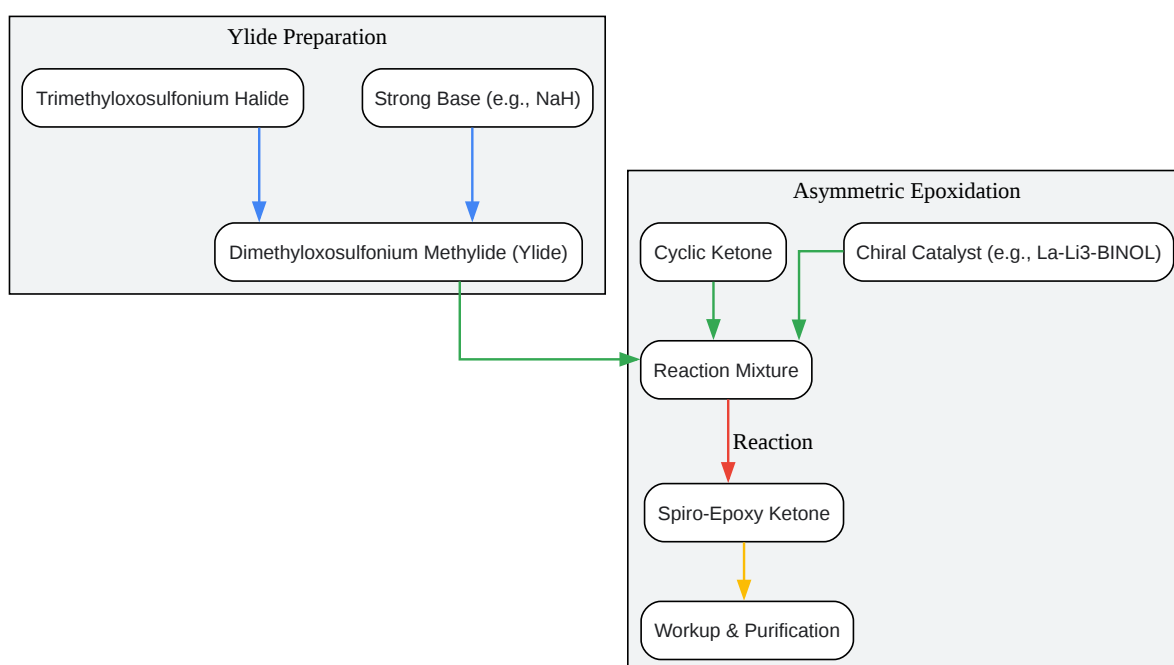 Ylide Preparation
Trimethyloxosulfonium Halide
Strong Base (e.g., NaH)
Dimethyloxosulfonium Methylide (Ylide)
Asymmetric Epoxidation
Cyclic Ketone
Chiral Catalyst (e.g., La-Li3-BINOL)
Reaction Mixture
Reaction
Spiro-Epoxy Ketone
Workup & Purification